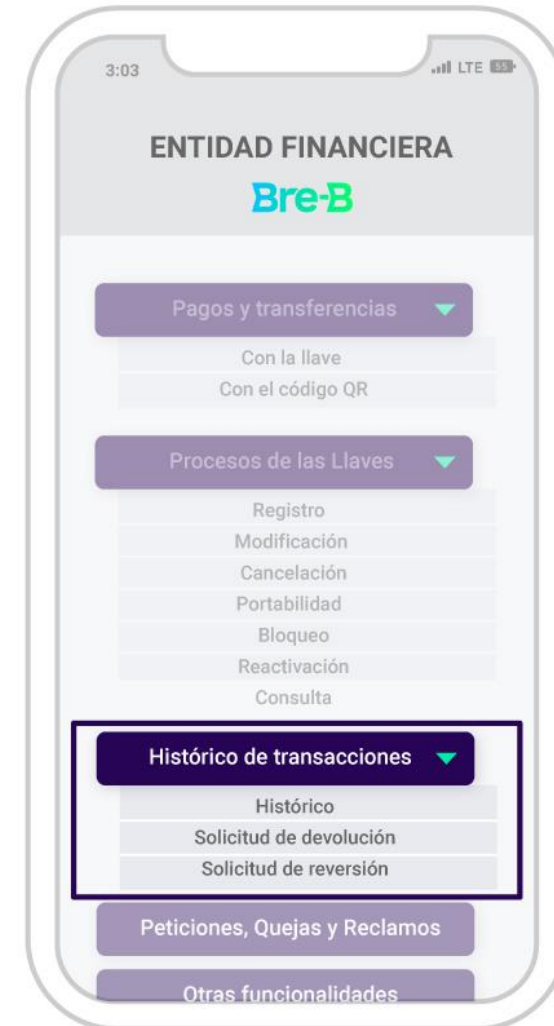 3:03 LTE 55
ENTIDAD FINANCIERA
Bre-B
Pagos y transferencias
Con la llave
Con el código QR
Procesos de las Llaves
Registro
Modificación
Cancelación
Portabilidad
Bloqueo
Reactivación
Consulta
Histórico de transacciones
Histórico
Solicitud de devolución
Solicitud de reversión
Peticiones, Quejas y Reclamos
Otras funcionalidades